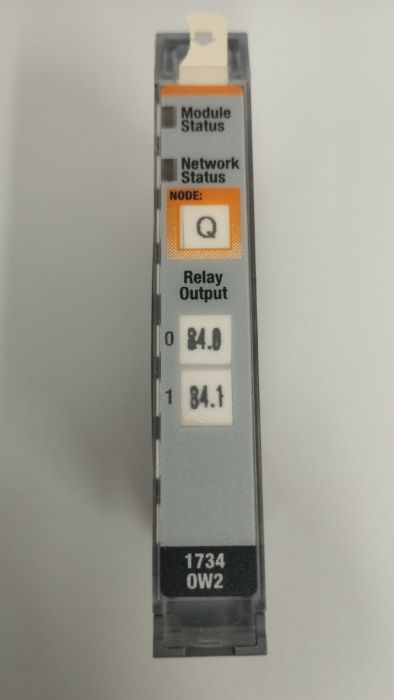 Module
Status
Network
Status
NODE:
Q
Relay
Output
0 84.0
1 84.1
1734
OW2